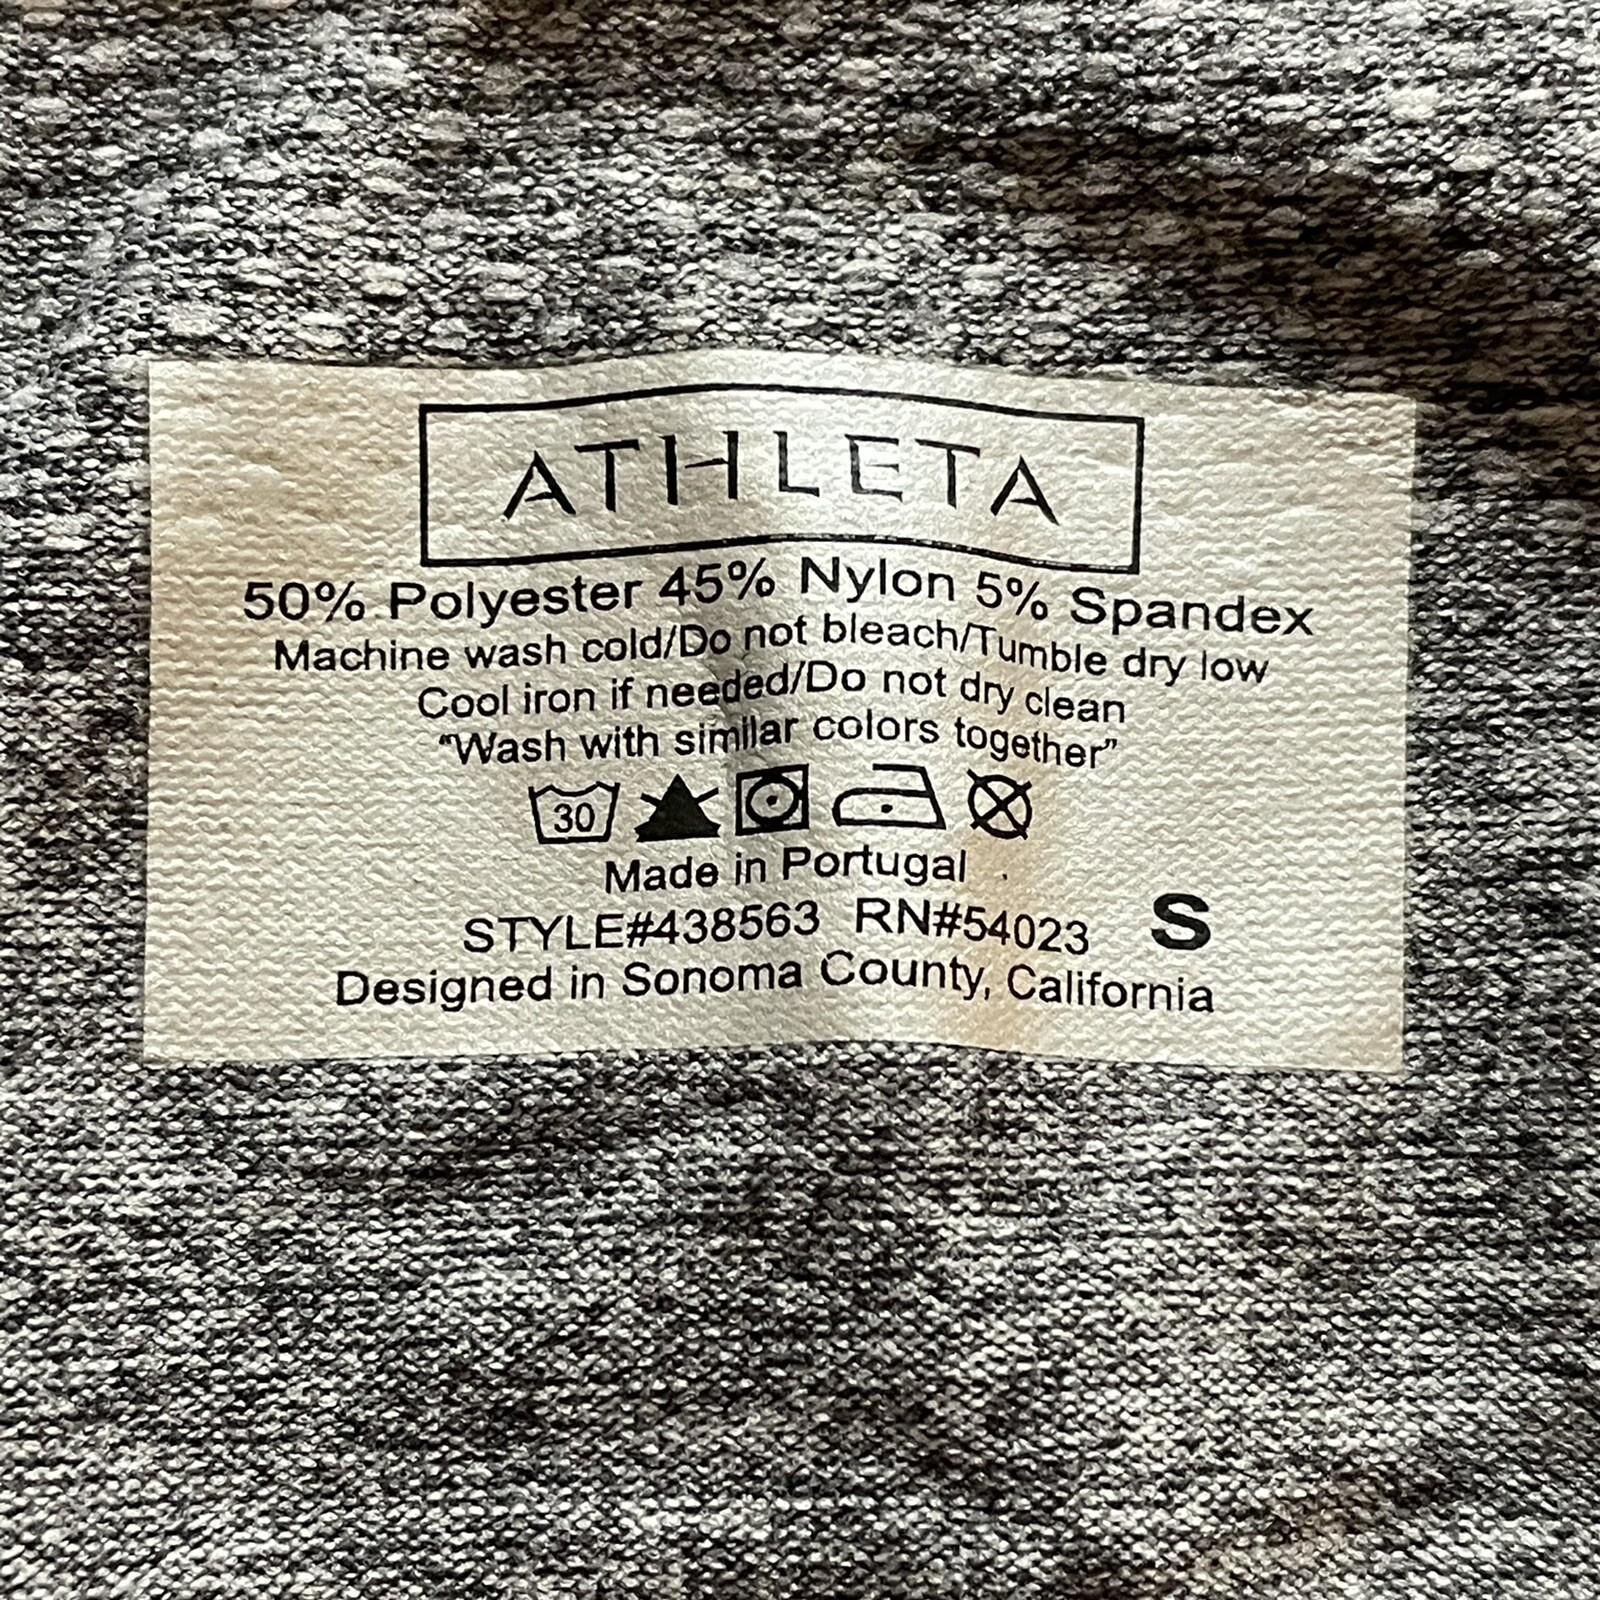 ATHLETA
50% Polyester 45% Nylon 5% Spandex
Machine wash cold/Do not bleach/Tumble dry low
Cool iron if needed/Do not dry clean
“Wash with similar colors together”
30
Made in Portugal
STYLE#438563 RN#54023 S
Designed in Sonoma County, California